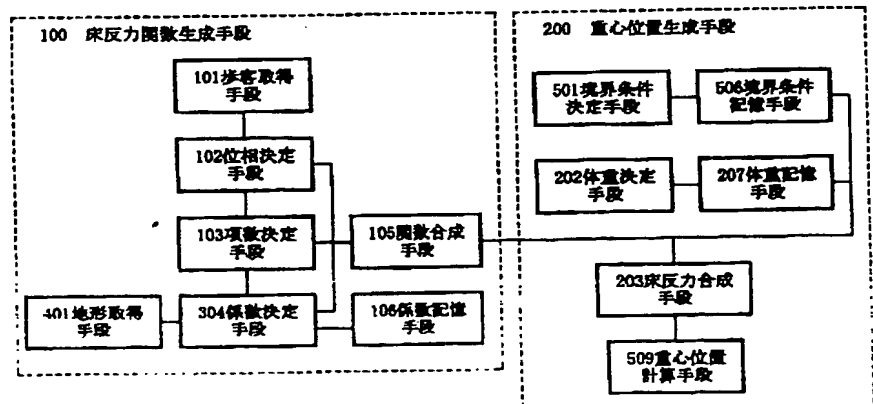 100 床反力関数生成手段
101歩容取得
手段
102位相決定
手段
103項数決定
手段
105関数合成
手段
401地形取得
手段
304係数決定
手段
106係数記憶
手段
200 重心位置生成手段
501境界条件
決定手段
506境界条件
記憶手段
202体重決定
手段
207体重記憶
手段
203床反力合成
手段
509重心位置
計算手段